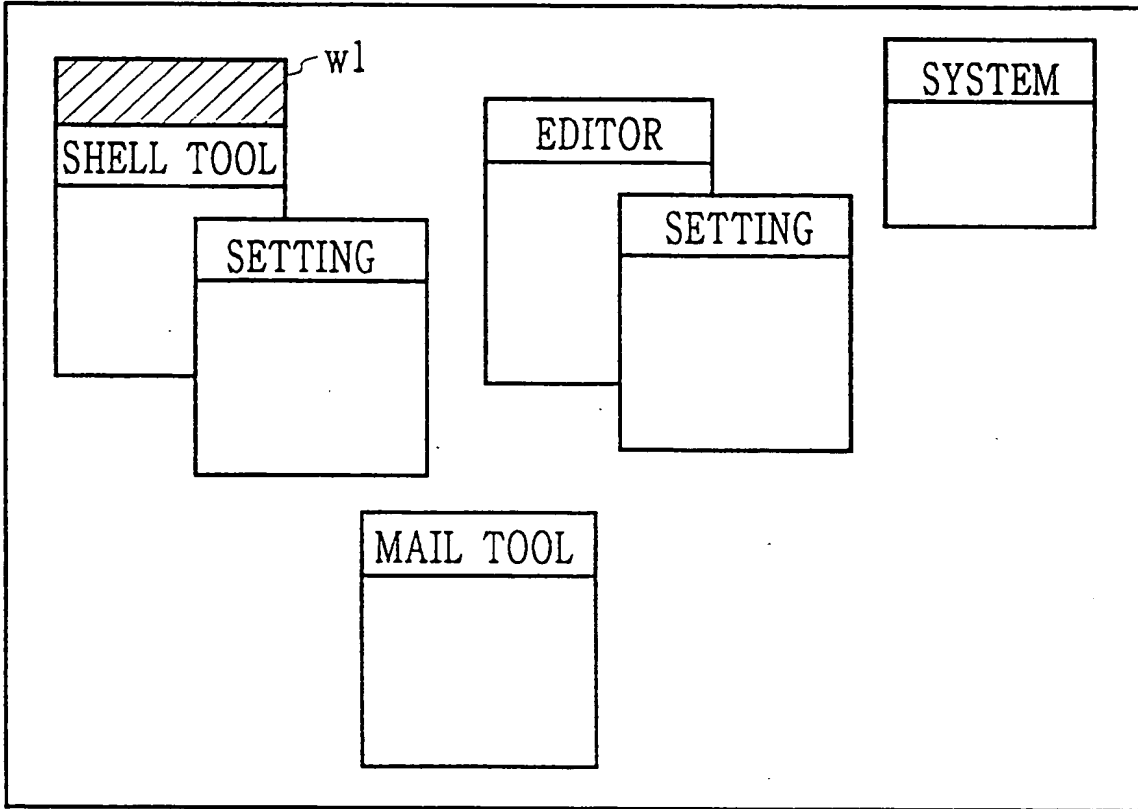 w1
SYSTEM
EDITOR
SHELL TOOL
SETTING
SETTING
MAIL TOOL